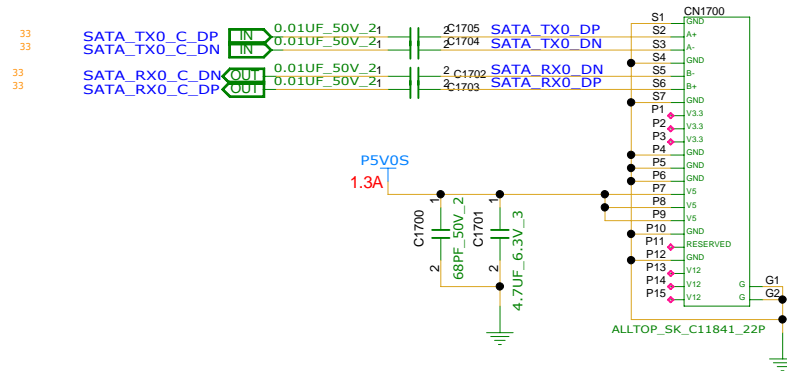 CN1700
33 SATA_TX0_C_DP IN 0.01UF_50V_2 1 C1705 2 SATA_TX0_DP S1 GND
S2 A+
33 SATA_TX0_C_DN IN 0.01UF_50V_2 1 C1704 2 SATA_TX0_DN S3 A-
S4 GND
33 SATA_RX0_C_DN OUT 0.01UF_50V_2 1 2 C1702 SATA_RX0_DN S5 B-
33 SATA_RX0_C_DP OUT 0.01UF_50V_2 1 2 C1703 SATA_RX0_DP S6 B+
S7 GND
P1 V3.3
P2 V3.3
P3 V3.3
P4 GND
P5V0S P5 GND
1.3A P6 GND
P7 V5
P8 V5
P9 V5
P10 GND
P11 RESERVED
P12 GND
P13 V12
P14 V12 G G1
P15 V12 G G2
1 C1700 2 68PF_50V_2
1 C1701 2 4.7UF_6.3V_3
ALLTOP_SK_C11841_22P